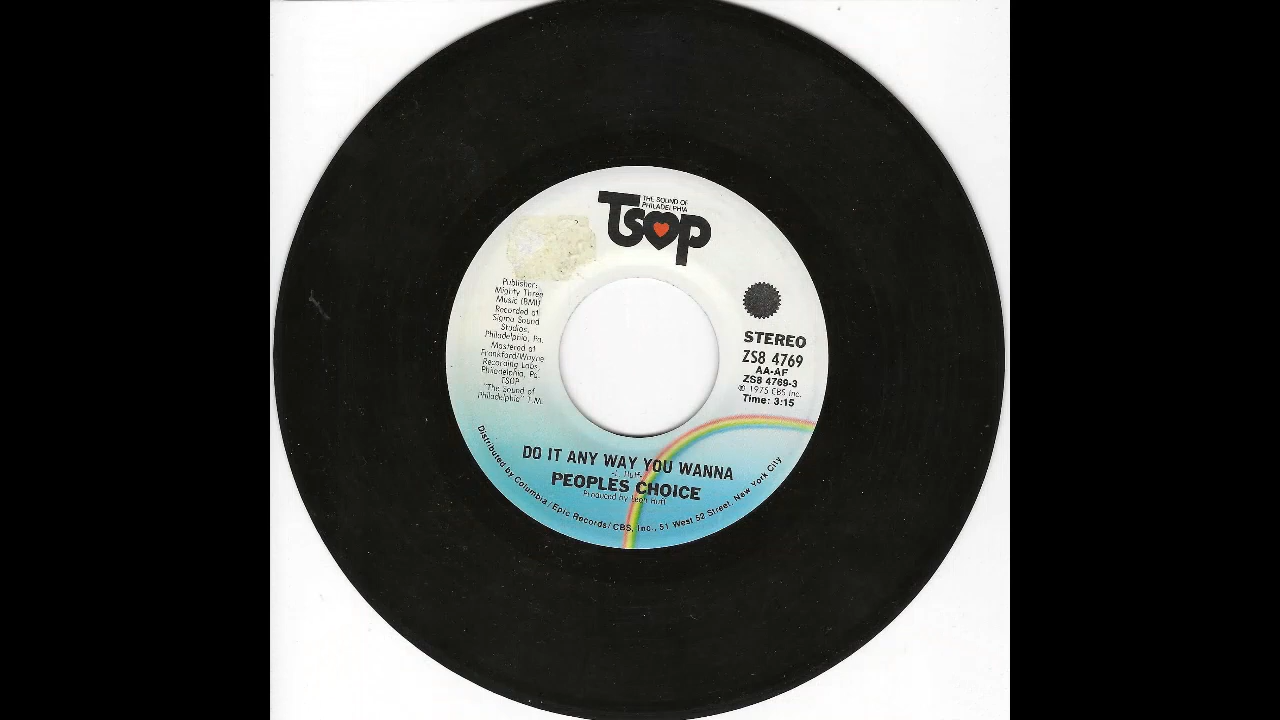 THE SOUND OF
PHILADELPHIA
TSOP
Publisher:
Mighty Three
Music (BMI)
Recorded at
Sigma Sound
Studios,
Philadelphia, Pa.
Mastered at
Frankford/Wayne
Recording Labs
Philadelphia, Pa.
TSOP
"The Sound of
Philadelphia" T.M.
STEREO
ZS8 4769
AA-AF
ZS8 4769-3
℗ 1975 CBS Inc.
Time: 3:15
DO IT ANY WAY YOU WANNA
L. Huff
PEOPLES CHOICE
Produced by Leon Huff
Distributed by Columbia/Epic Records/CBS, Inc., 51 West 52 Street, New York City